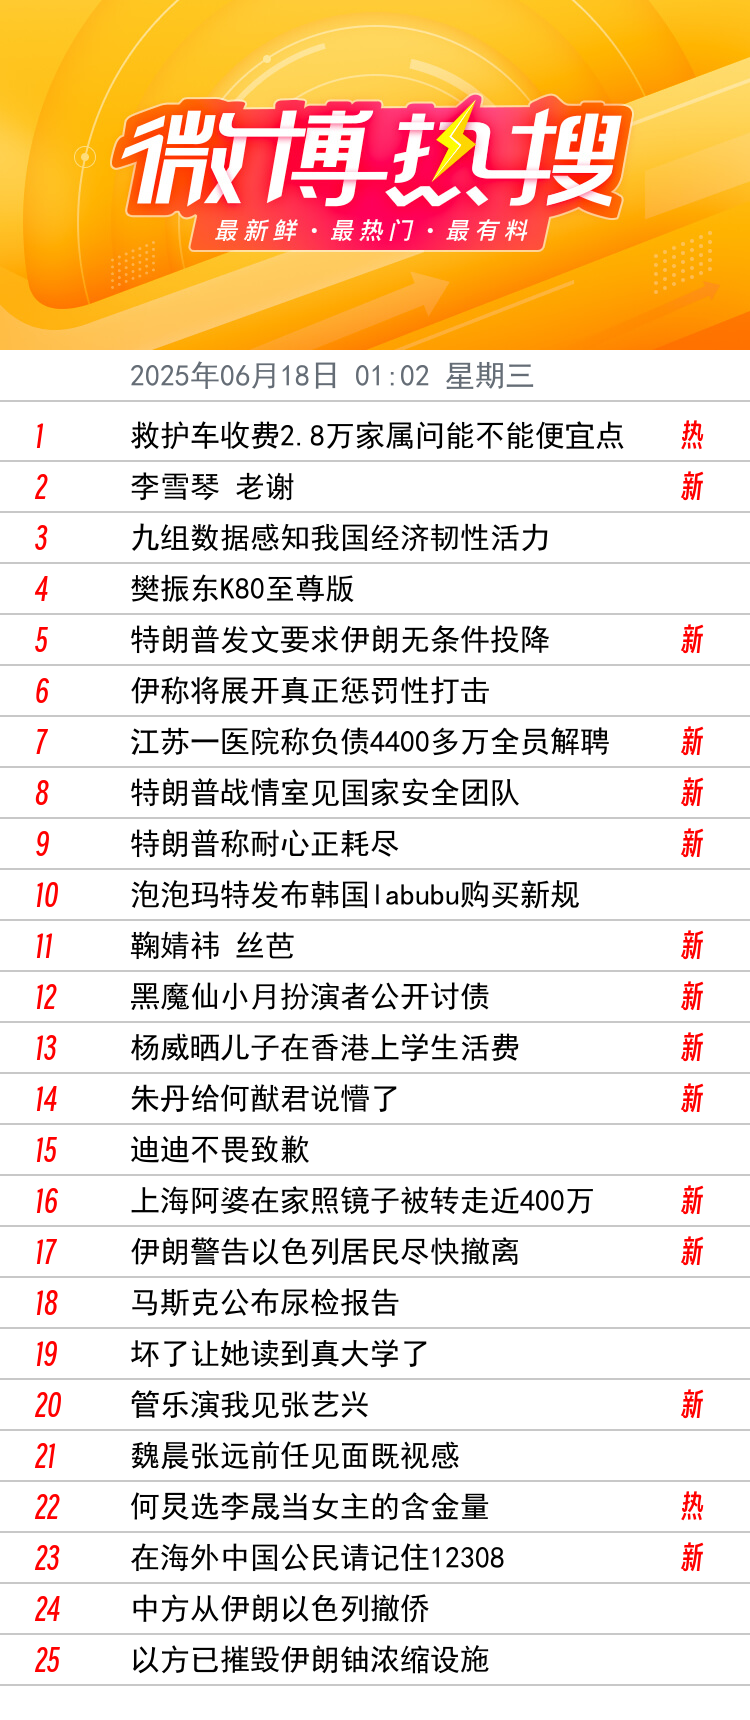 微博热搜
最新鲜·最热门·最有料
2025年06月18日 01:02 星期三
1 救护车收费2.8万家属问能不能便宜点 热
2 李雪琴 老谢 新
3 九组数据感知我国经济韧性活力
4 樊振东K80至尊版
5 特朗普发文要求伊朗无条件投降 新
6 伊称将展开真正惩罚性打击
7 江苏一医院称负债4400多万全员解聘 新
8 特朗普战情室见国家安全团队 新
9 特朗普称耐心正耗尽 新
10 泡泡玛特发布韩国labubu购买新规
11 鞠婧祎 丝芭 新
12 黑魔仙小月扮演者公开讨债 新
13 杨威晒儿子在香港上学生活费 新
14 朱丹给何猷君说懵了 新
15 迪迪不畏致歉
16 上海阿婆在家照镜子被转走近400万 新
17 伊朗警告以色列居民尽快撤离 新
18 马斯克公布尿检报告
19 坏了让她读到真大学了
20 管乐演我见张艺兴 新
21 魏晨张远前任见面既视感
22 何炅选李晟当女主的含金量 热
23 在海外中国公民请记住12308 新
24 中方从伊朗以色列撤侨
25 以方已摧毁伊朗铀浓缩设施